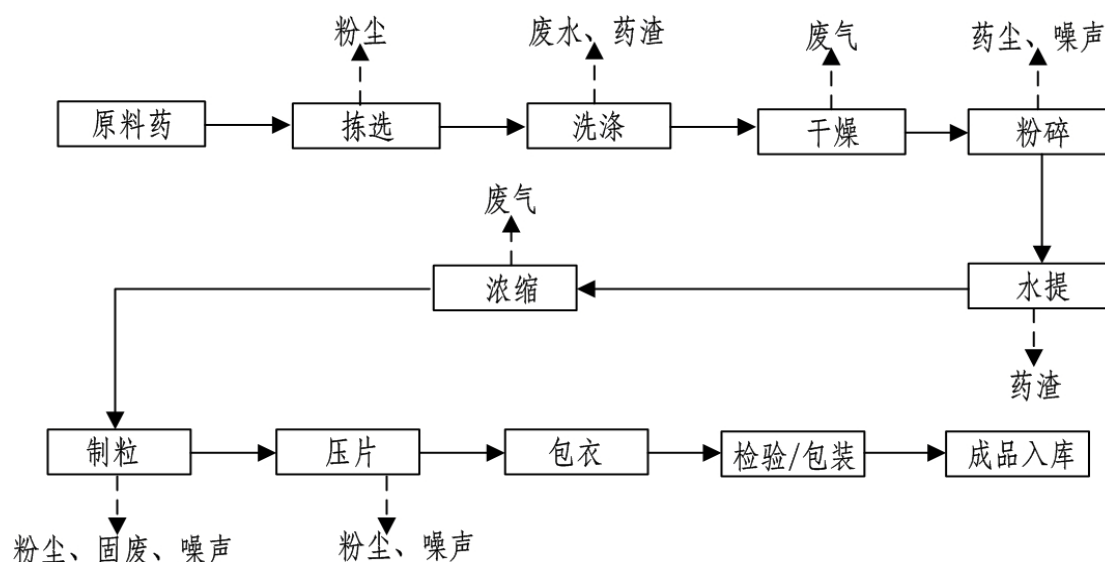 粉尘
废水、药渣
废气
药尘、噪声
原料药
拣选
洗涤
干燥
粉碎
废气
浓缩
水提
药渣
制粒
压片
包衣
检验/包装
成品入库
粉尘、固废、噪声
粉尘、噪声